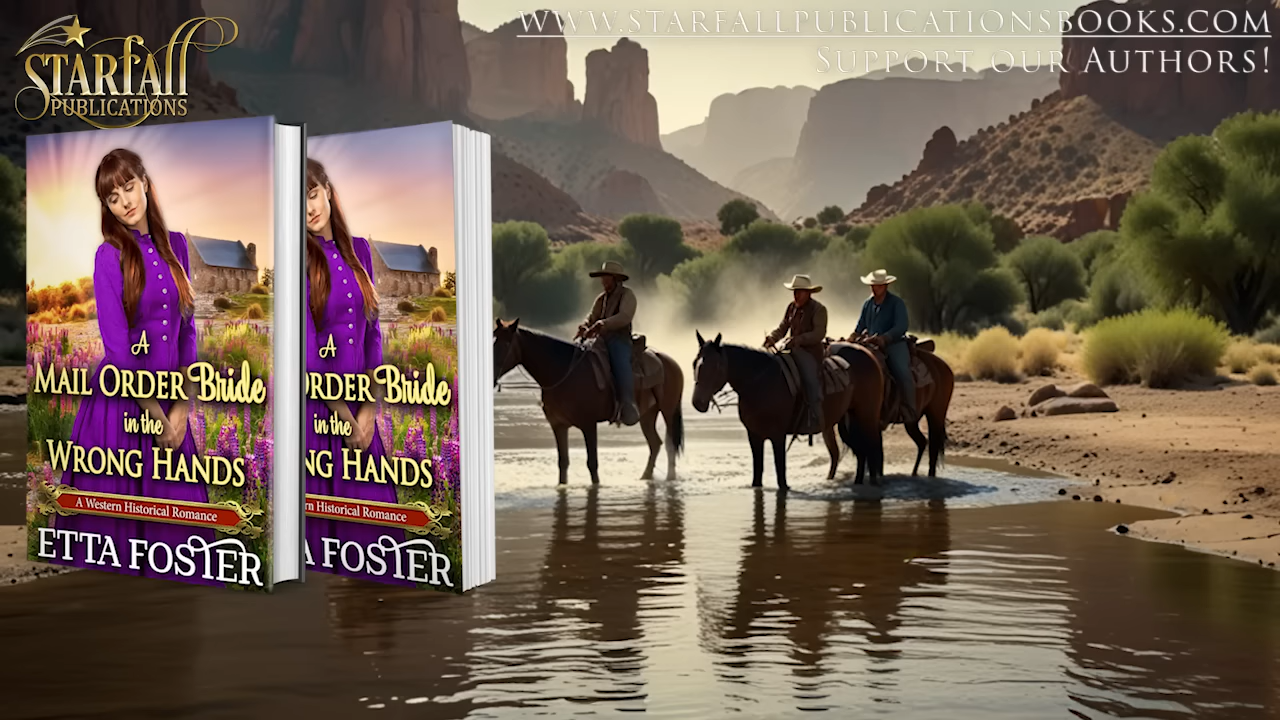 STARfall
PUBLICATIONS
www.starfallpublicationsbooks.com
Support our Authors!
A
MAIL ORDER Bride
in the
WRONG HANDS
A Western Historical Romance
ETTA FOSTER
A
ORDER Bride
in the
NG HANDS
rn Historical Romance
A FOSTER